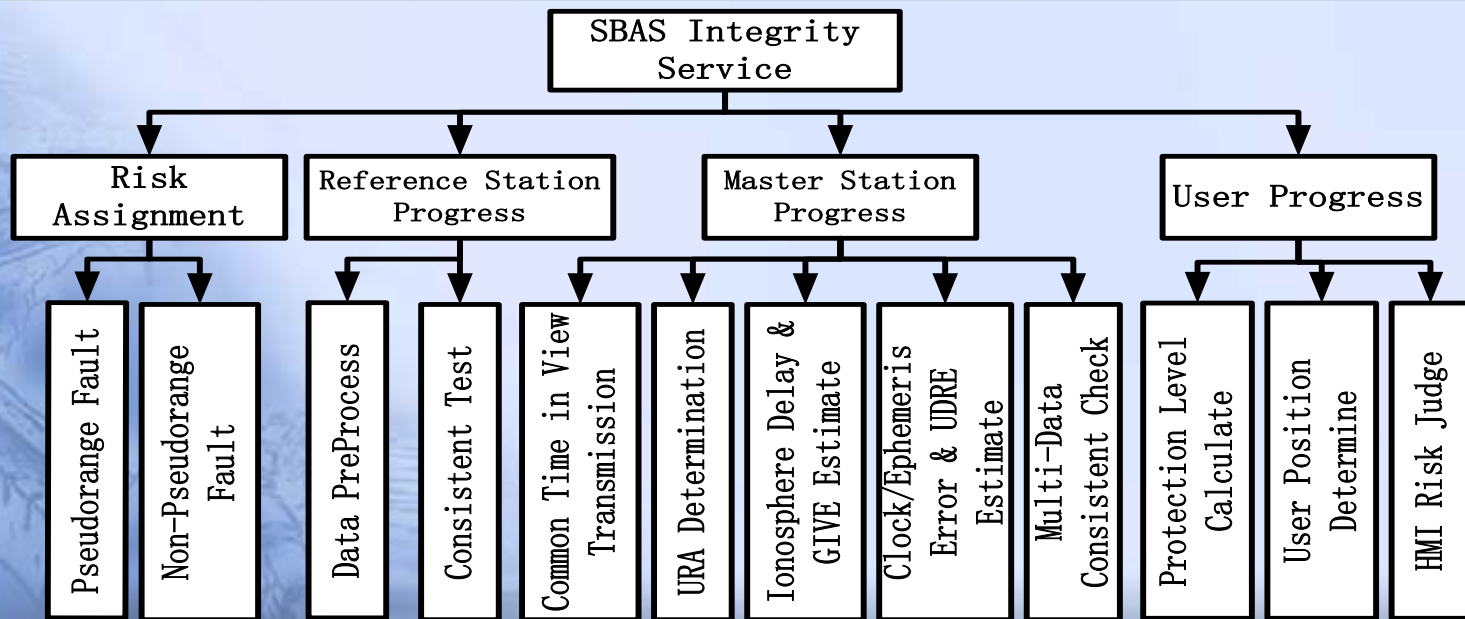 SBAS Integrity
Service
Risk
Assignment
Reference Station
Progress
Master Station
Progress
User Progress
Pseudorange Fault
Non-Pseudorange
Fault
Data PreProcess
Consistent Test
Common Time in View
Transmission
URA Determination
Ionosphere Delay &
GIVE Estimate
Clock/Ephemeris
Error & UDRE
Estimate
Multi-Data
Consistent Check
Protection Level
Calculate
User Position
Determine
HMI Risk Judge